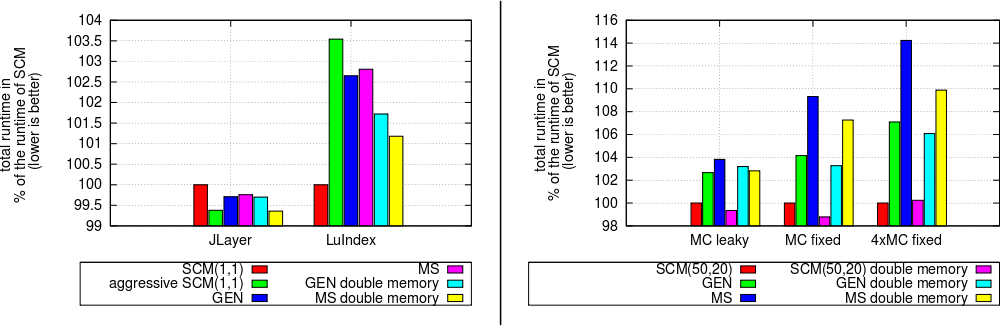 total runtime in
% of the runtime of SCM
(lower is better)
104
103.5
103
102.5
102
101.5
101
100.5
100
99.5
99
JLayer LuIndex
SCM(1,1) MS
aggressive SCM(1,1) GEN double memory
GEN MS double memory
total runtime in
% of the runtime of SCM
(lower is better)
116
114
112
110
108
106
104
102
100
98
MC leaky MC fixed 4xMC fixed
SCM(50,20) SCM(50,20) double memory
GEN GEN double memory
MS MS double memory